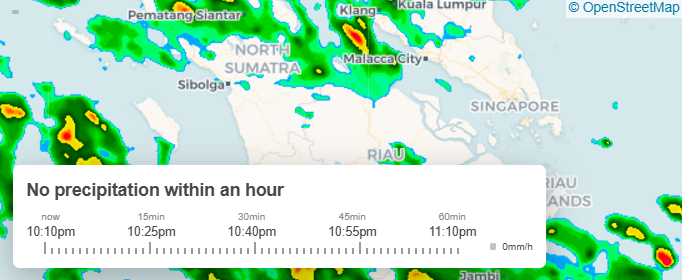 © OpenStreetMap
Kuala Lumpur
Klang
Pematang Siantar
NORTH
SUMATRA
Malacca City
Sibolga
SINGAPORE
RIAU
RIAU
ISLANDS
No precipitation within an hour
now 15min 30min 45min 60min
10:10pm 10:25pm 10:40pm 10:55pm 11:10pm
0mm/h
Jambi